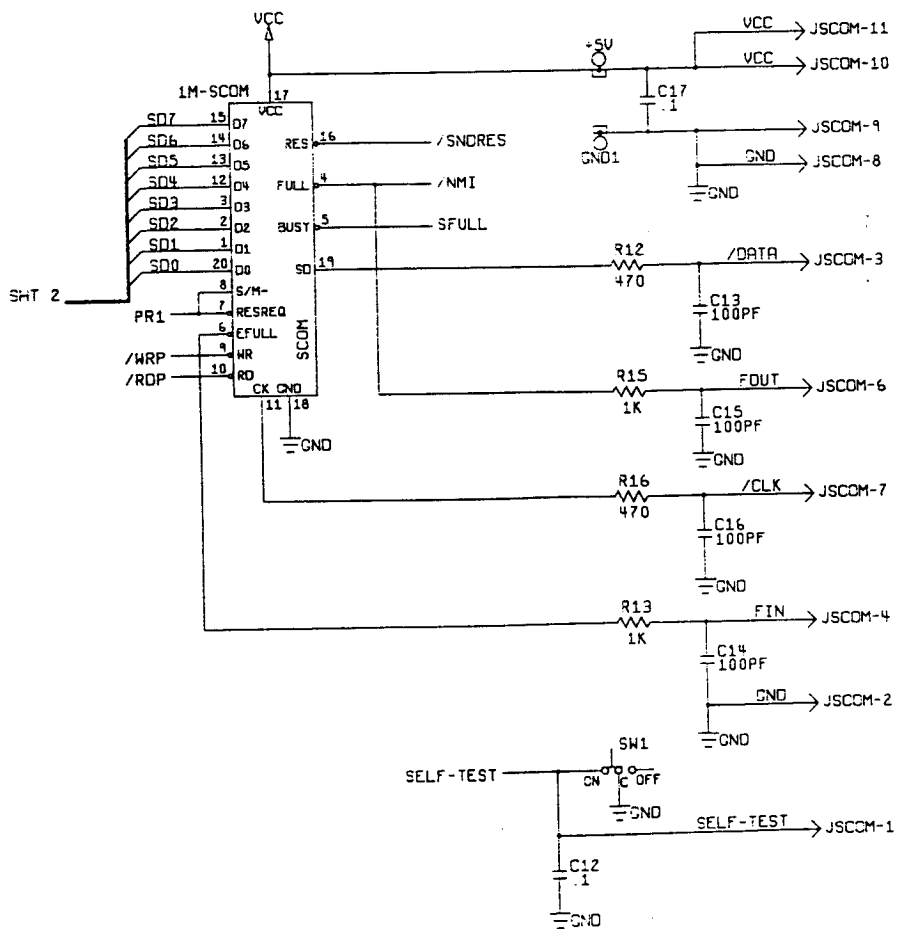 VCC
+5V
VCC JSCOM-11
VCC JSCOM-10
C17
.1
JSCOM-9
GND1
GND JSCOM-8
GND
1M-SCOM
17
VCC
SD7 15 D7
SD6 14 D6
SD5 13 D5
SD4 12 D4
SD3 3 D3
SD2 2 D2
SD1 1 D1
SD0 20 D0
8 S/M-
SHT 2
PR1 7 RESREQ
6 EFULL
/WRP 9 WR
/RDP 10 RD
RES 16 /SNDRES
FULL 4 /NMI
BUSY 5 SFULL
SD 19
SCOM
CK GND
11 18
GND
R12
470
/DATA JSCOM-3
C13
100PF
GND
R15
1K
FOUT JSCOM-6
C15
100PF
GND
R16
470
/CLK JSCOM-7
C16
100PF
GND
R13
1K
FIN JSCOM-4
C14
100PF
GND JSCOM-2
GND
SW1
SELF-TEST
ON C OFF
GND
SELF-TEST JSCOM-1
C12
.1
GND